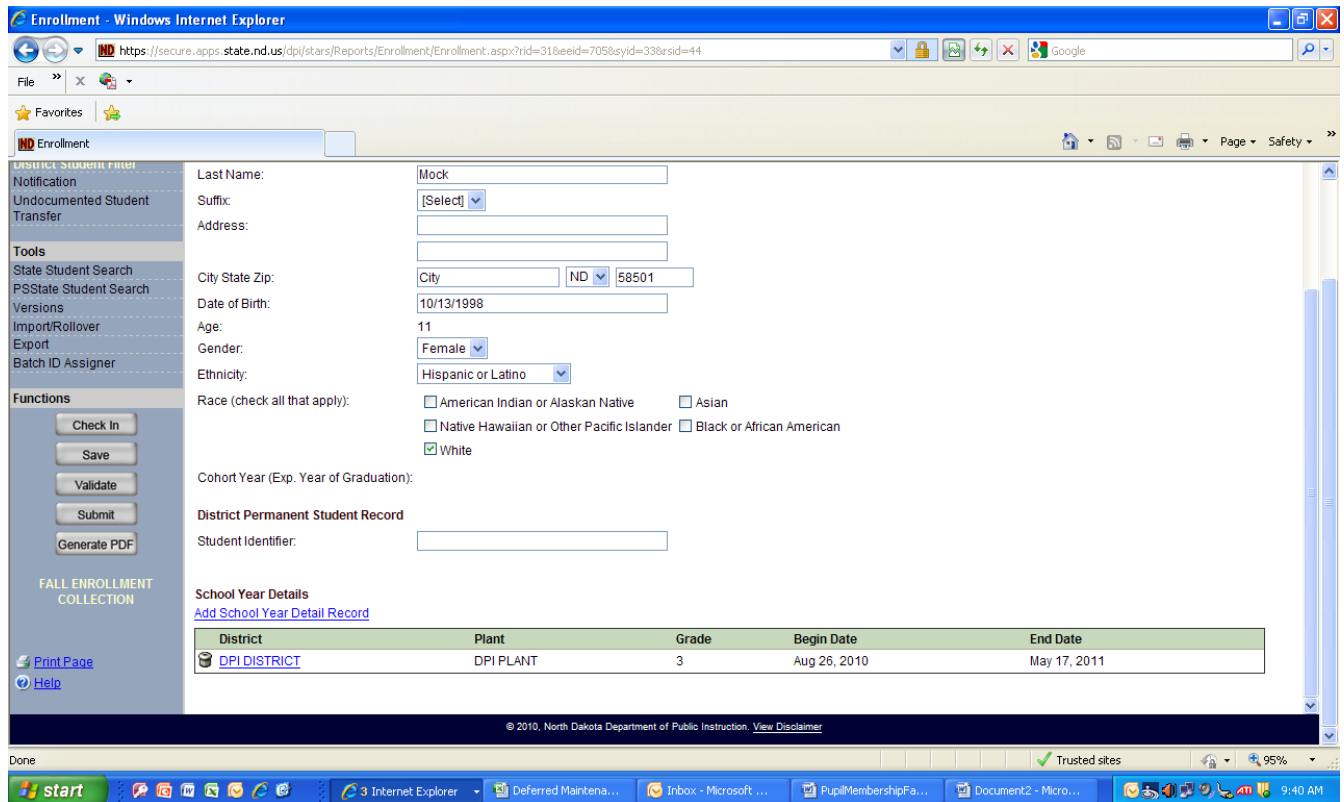 Enrollment - Windows Internet Explorer
ND https://secure.apps.state.nd.us/dpi/stars/Reports/Enrollment/Enrollment.aspx?rid=31&eeid=705&syid=33&rsid=44
Google
File »
Favorites
ND Enrollment
Page
Safety »
District Student Filter
Notification
Undocumented Student
Transfer
Tools
State Student Search
PSState Student Search
Versions
Import/Rollover
Export
Batch ID Assigner
Functions
Check In
Save
Validate
Submit
Generate PDF
FALL ENROLLMENT
COLLECTION
Print Page
Help
Last Name: Mock
Suffix: [Select]
Address:
City State Zip: City ND 58501
Date of Birth: 10/13/1998
Age: 11
Gender: Female
Ethnicity: Hispanic or Latino
Race (check all that apply): American Indian or Alaskan Native Asian
Native Hawaiian or Other Pacific Islander Black or African American
White
Cohort Year (Exp. Year of Graduation):
District Permanent Student Record
Student Identifier:
School Year Details
Add School Year Detail Record
District Plant Grade Begin Date End Date
DPI DISTRICT DPI PLANT 3 Aug 26, 2010 May 17, 2011
© 2010, North Dakota Department of Public Instruction. View Disclaimer
Done
Trusted sites
95%
start
3 Internet Explorer
Deferred Maintena...
Inbox - Microsoft ...
PupilMembershipFa...
Document2 - Micro...
9:40 AM